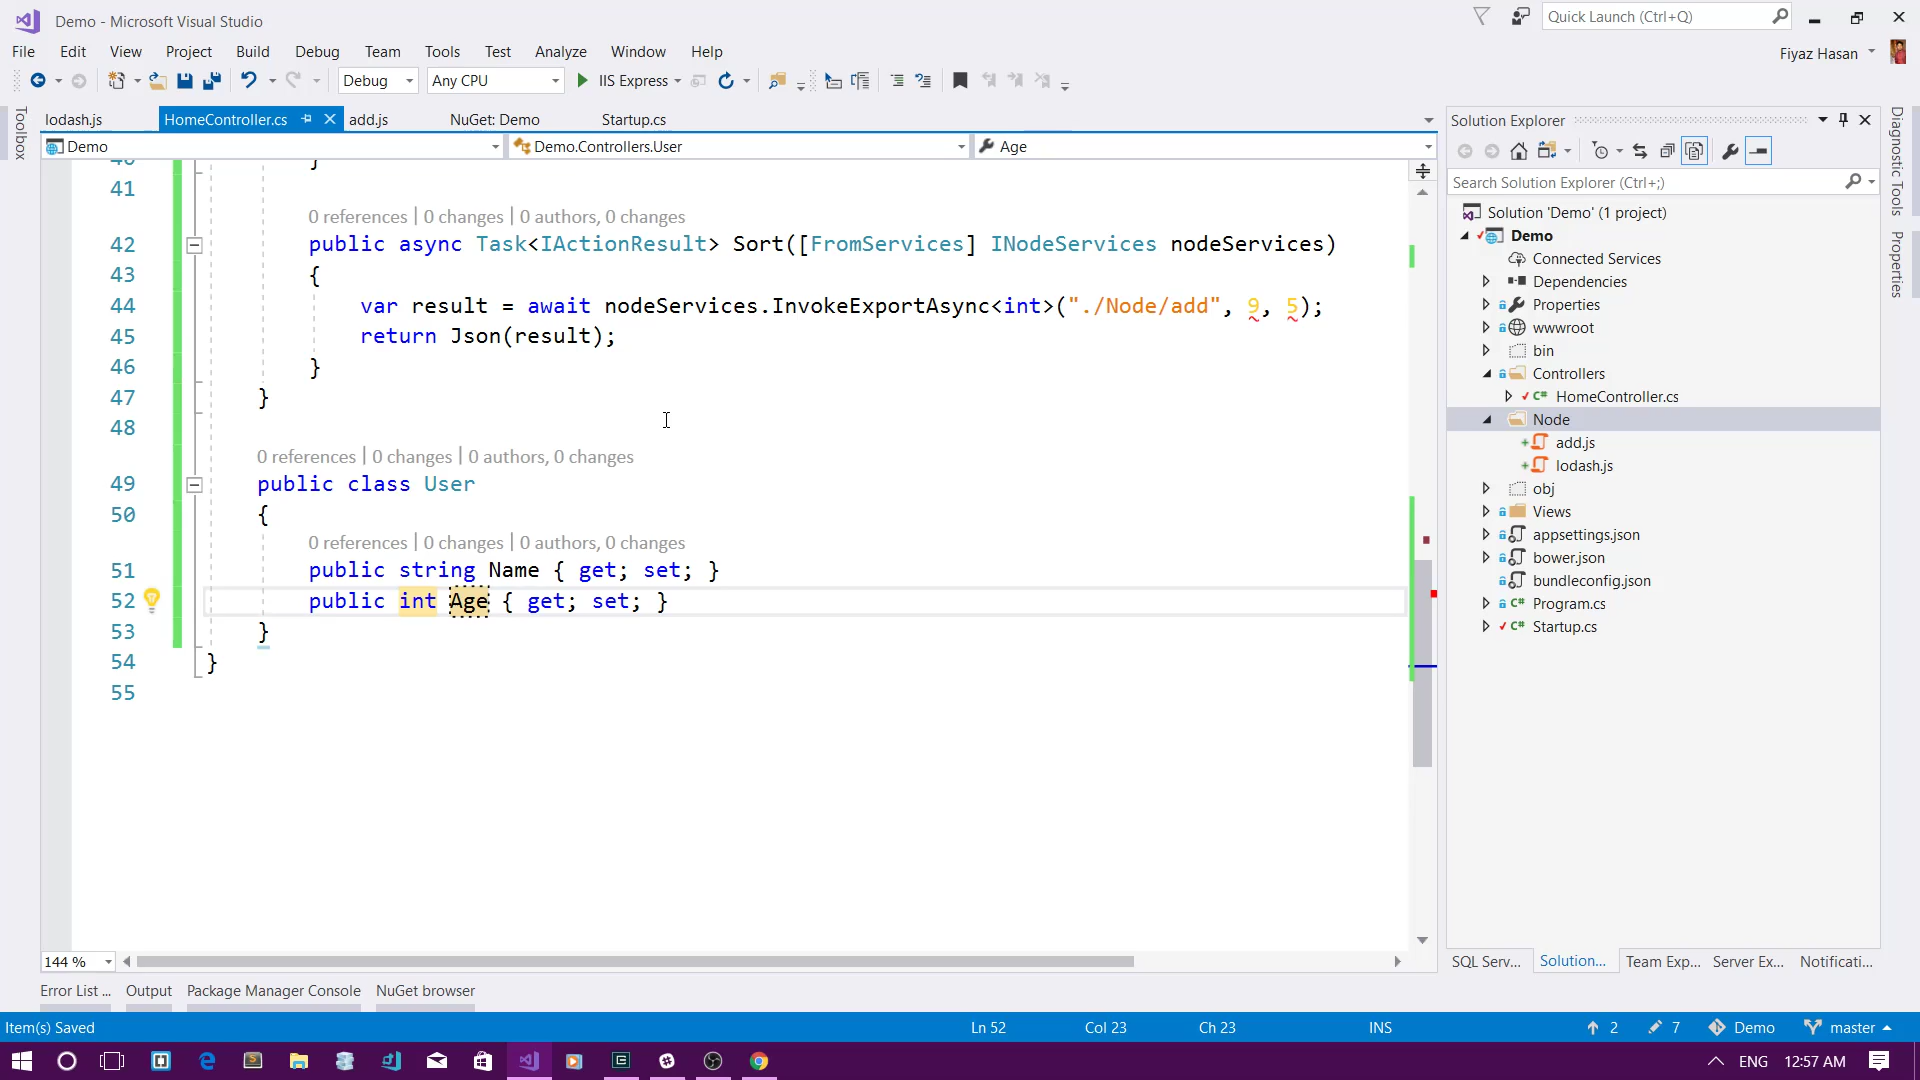 Demo - Microsoft Visual Studio
Quick Launch (Ctrl+Q)
File Edit View Project Build Debug Team Tools Test Analyze Window Help
Fiyaz Hasan
Debug Any CPU IIS Express
Toolbox
lodash.js HomeController.cs add.js NuGet: Demo Startup.cs
Demo Demo.Controllers.User Age
40 }
41
0 references | 0 changes | 0 authors, 0 changes
42 public async Task<IActionResult> Sort([FromServices] INodeServices nodeServices)
43 {
44 var result = await nodeServices.InvokeExportAsync<int>("./Node/add", 9, 5);
45 return Json(result);
46 }
47 }
48
0 references | 0 changes | 0 authors, 0 changes
49 public class User
50 {
0 references | 0 changes | 0 authors, 0 changes
51 public string Name { get; set; }
52 public int Age { get; set; }
53 }
54 }
55
144 %
Solution Explorer
Search Solution Explorer (Ctrl+;)
Solution 'Demo' (1 project)
Demo
Connected Services
Dependencies
Properties
wwwroot
bin
Controllers
C# HomeController.cs
Node
add.js
lodash.js
obj
Views
appsettings.json
bower.json
bundleconfig.json
C# Program.cs
C# Startup.cs
SQL Serv... Solution... Team Exp... Server Ex... Notificati...
Diagnostic Tools
Properties
Error List ... Output Package Manager Console NuGet browser
Item(s) Saved Ln 52 Col 23 Ch 23 INS 2 7 Demo master
ENG 12:57 AM